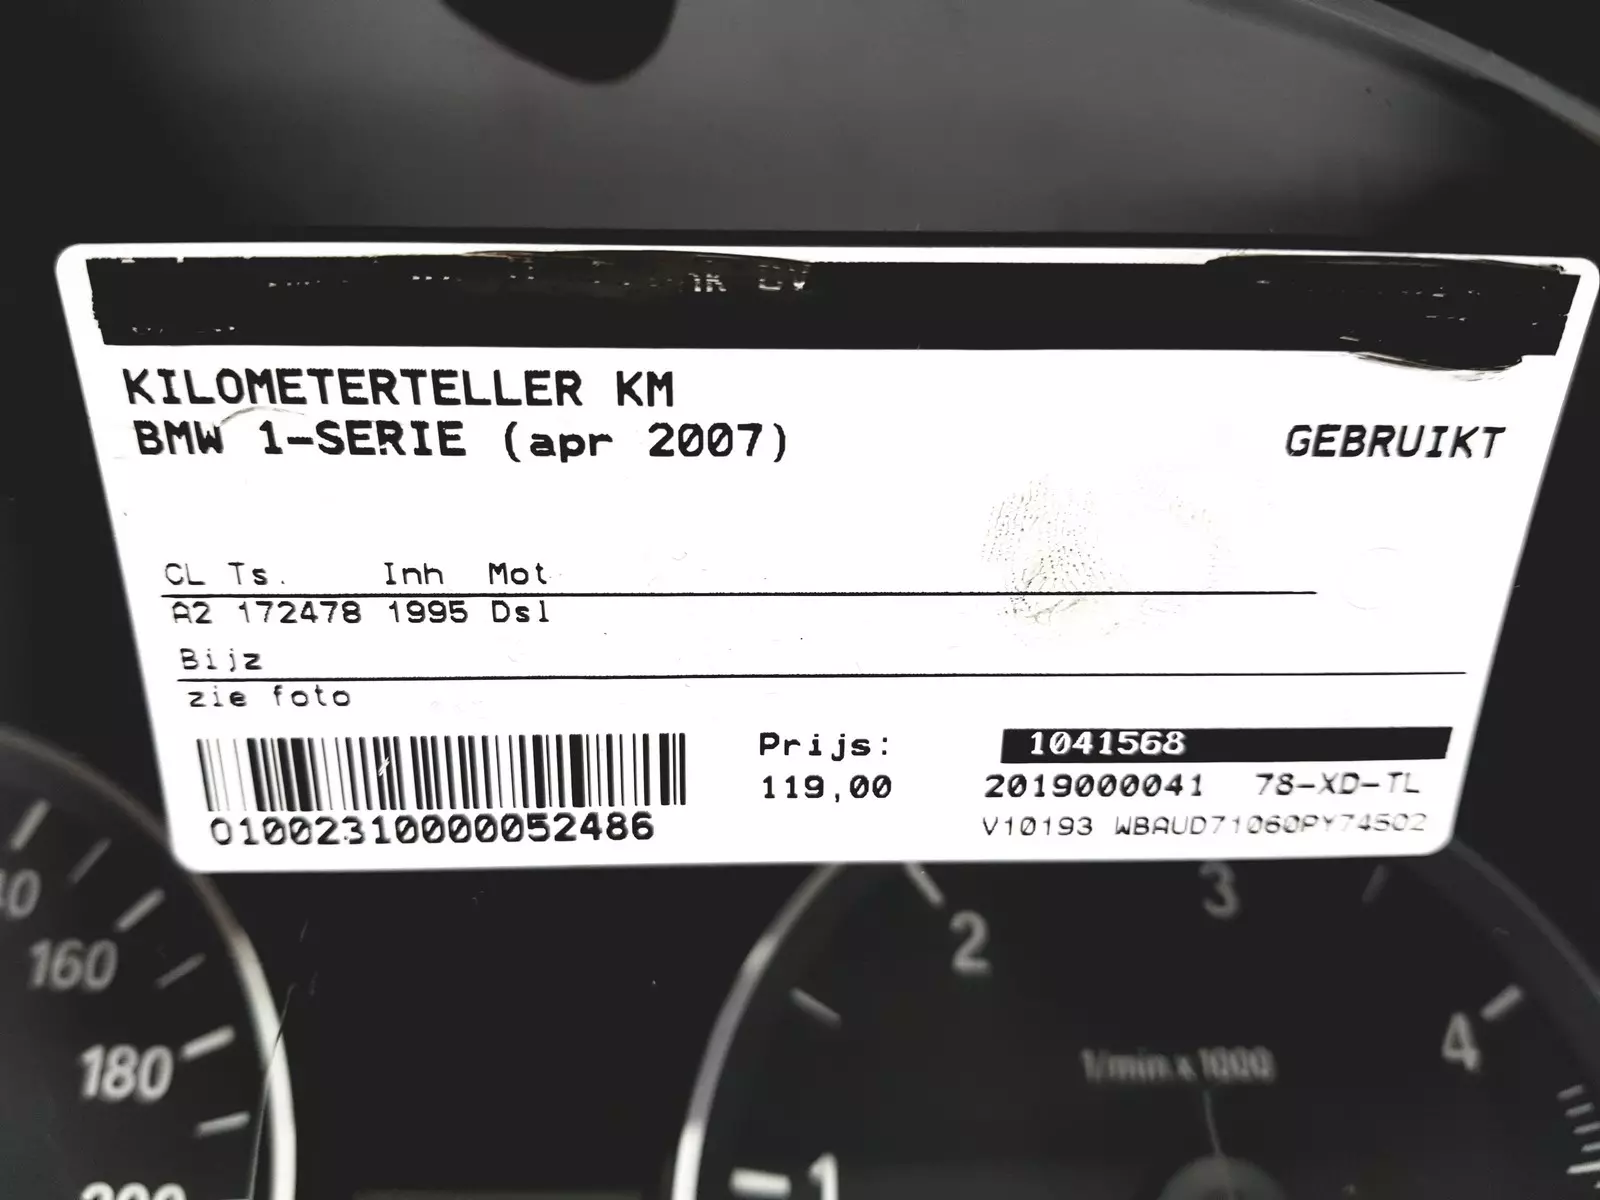 KILOMETERTELLER KM
BMW 1-SERIE (apr 2007)
GEBRUIKT
CL Ts. Inh Mot
A2 172478 1995 Dsl
Bijz
zie foto
Prijs: 1041568
119,00 2019000041 78-XD-TL
01002310000052486 V10193 WBAUD71060PY74502
160
180
200
1
2
3
4
1/min x 1000